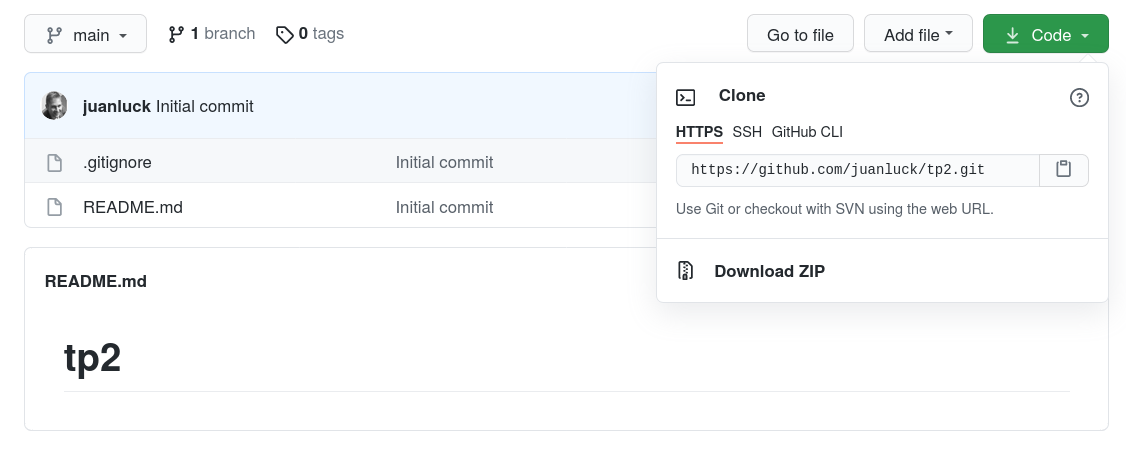 main 1 branch 0 tags Go to file Add file Code
juanluck Initial commit
.gitignore Initial commit
README.md Initial commit
Clone
HTTPS SSH GitHub CLI
https://github.com/juanluck/tp2.git
Use Git or checkout with SVN using the web URL.
Download ZIP
README.md
tp2